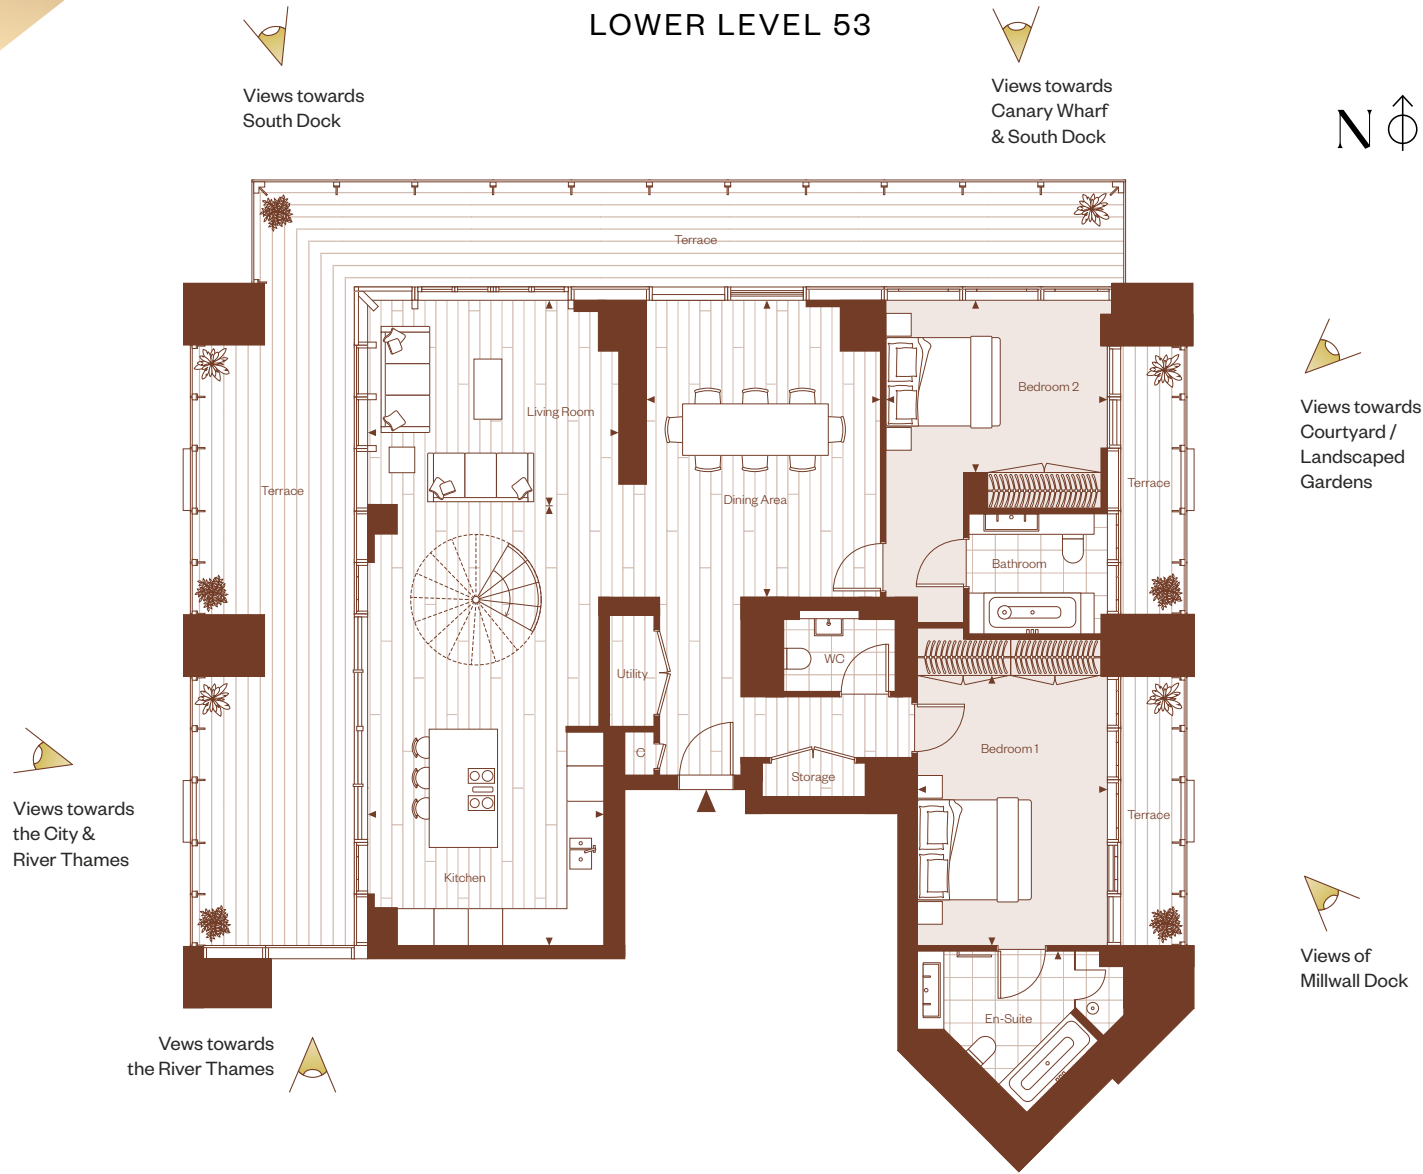 LOWER LEVEL 53
Views towards
South Dock
Views towards
Canary Wharf
& South Dock
N
Terrace
Living Room
Bedroom 2
Views towards
Courtyard /
Landscaped
Gardens
Terrace
Dining Area
Terrace
Bathroom
Utility
WC
C
Storage
Bedroom 1
Terrace
Views towards
the City &
River Thames
Kitchen
Views of
Millwall Dock
En-Suite
Vews towards
the River Thames